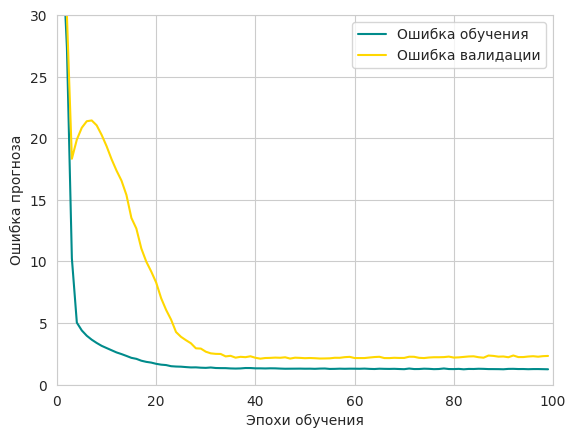 Ошибка обучения
Ошибка валидации
Ошибка прогноза
30
25
20
15
10
5
0
0 20 40 60 80 100
Эпохи обучения